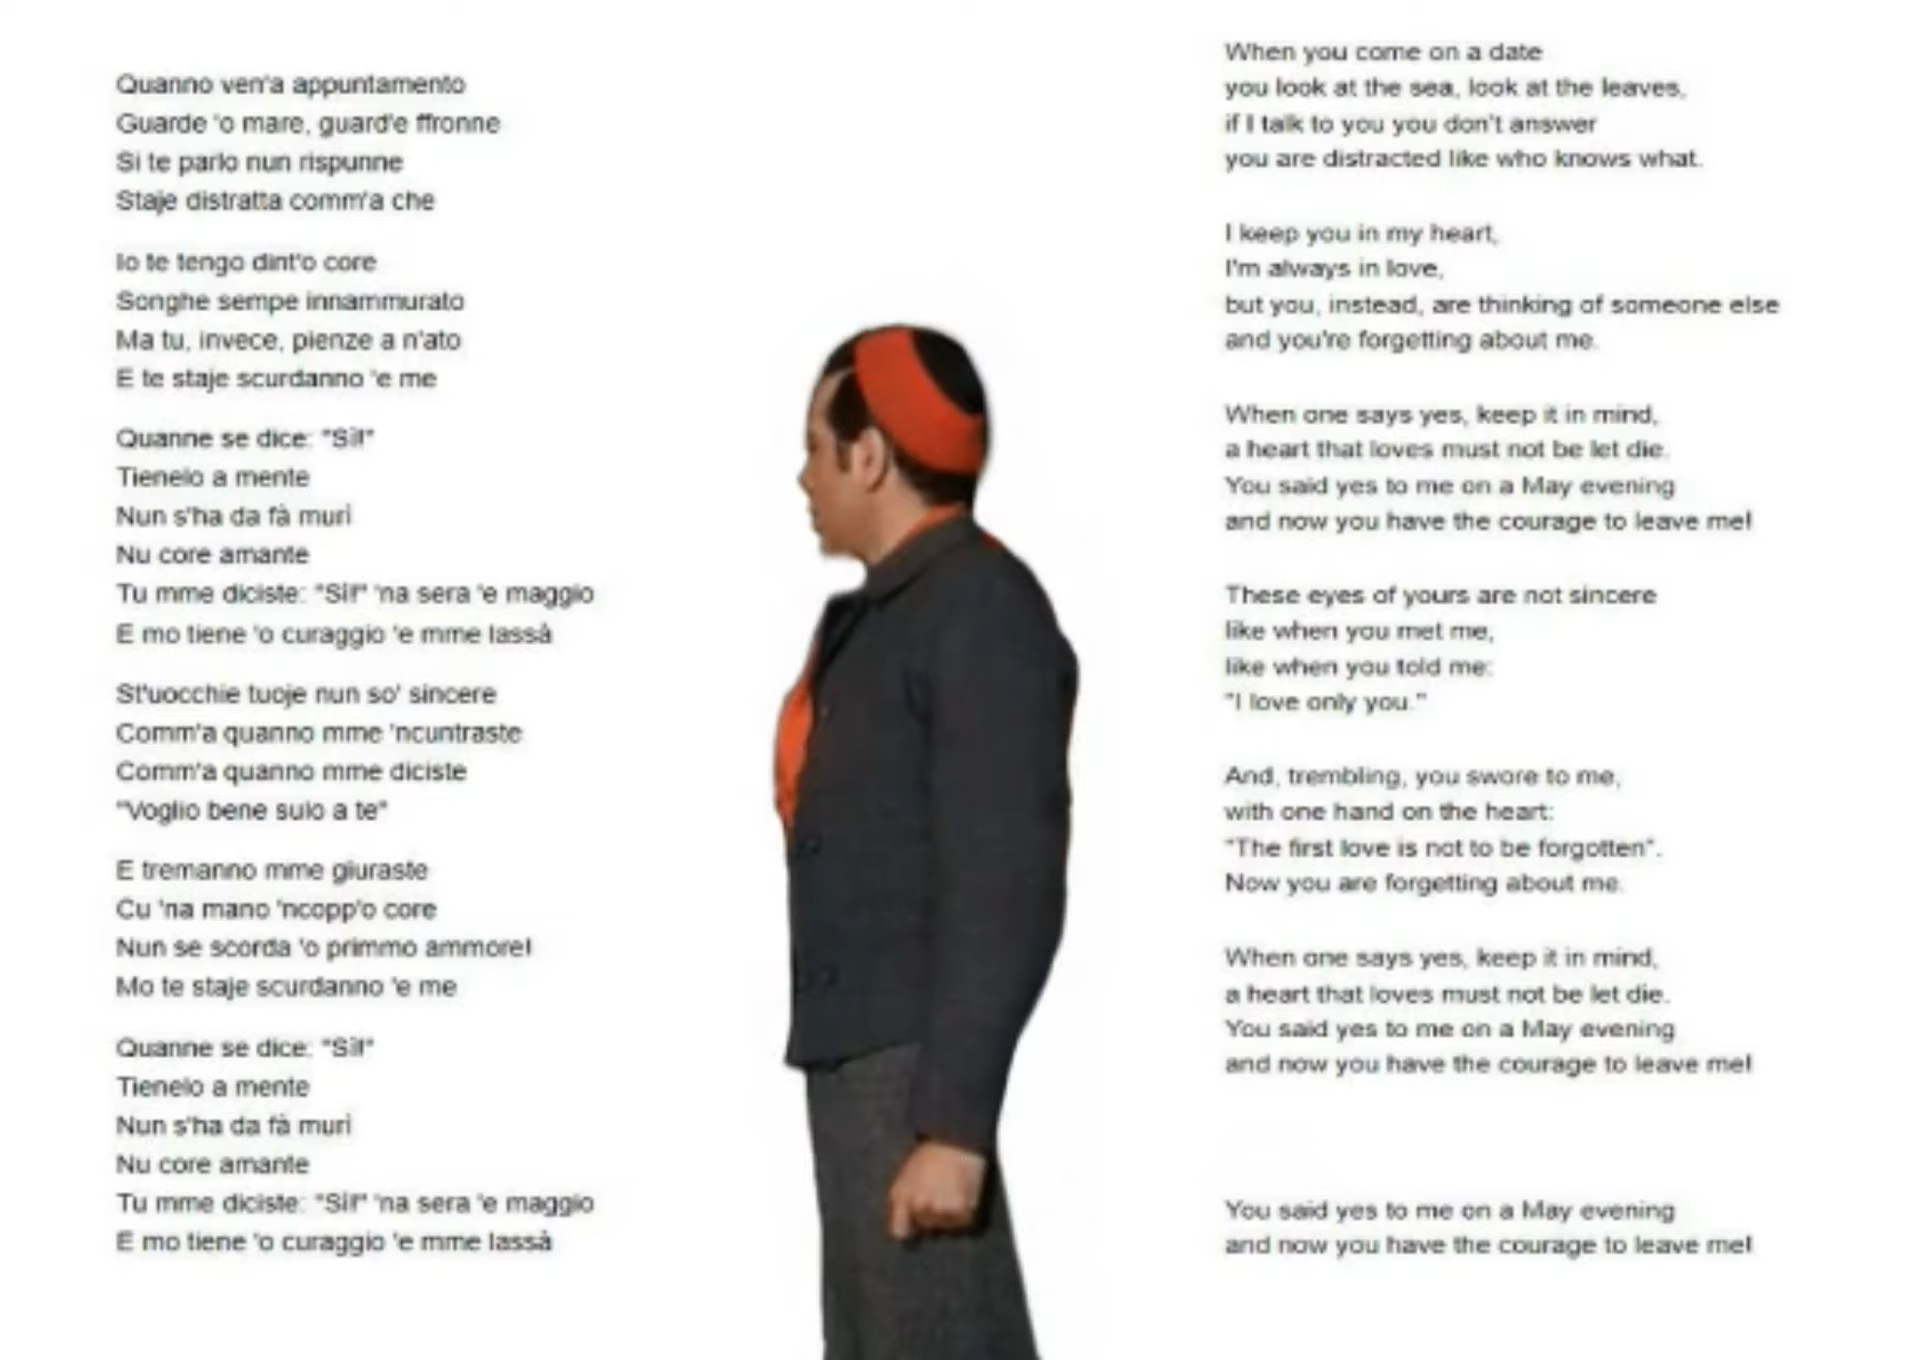 Quanno ven'a appuntamento
Guarde 'o mare, guard'e ffronne
Si te parlo nun rispunne
Staje distratta comm'a che
Io te tengo dint'o core
Songhe sempe innammurato
Ma tu, invece, pienze a n'ato
E te staje scurdanno 'e me
Quanne se dice: "Sì!"
Tienelo a mente
Nun s'ha da fà murì
Nu core amante
Tu mme diciste: "Sì!" 'na sera 'e maggio
E mo tiene 'o curaggio 'e mme lassà
St'uocchie tuoje nun so' sincere
Comm'a quanno mme 'ncuntraste
Comm'a quanno mme diciste
"Voglio bene sulo a te"
E tremanno mme giuraste
Cu 'na mano 'ncopp'o core
Nun se scorda 'o primmo ammore!
Mo te staje scurdanno 'e me
Quanne se dice: "Sì!"
Tienelo a mente
Nun s'ha da fà murì
Nu core amante
Tu mme diciste: "Sì!" 'na sera 'e maggio
E mo tiene 'o curaggio 'e mme lassà
When you come on a date
you look at the sea, look at the leaves,
if I talk to you you don't answer
you are distracted like who knows what.
I keep you in my heart,
I'm always in love,
but you, instead, are thinking of someone else
and you're forgetting about me.
When one says yes, keep it in mind,
a heart that loves must not be let die.
You said yes to me on a May evening
and now you have the courage to leave me!
These eyes of yours are not sincere
like when you met me,
like when you told me:
"I love only you."
And, trembling, you swore to me,
with one hand on the heart:
"The first love is not to be forgotten".
Now you are forgetting about me.
When one says yes, keep it in mind,
a heart that loves must not be let die.
You said yes to me on a May evening
and now you have the courage to leave me!
You said yes to me on a May evening
and now you have the courage to leave me!